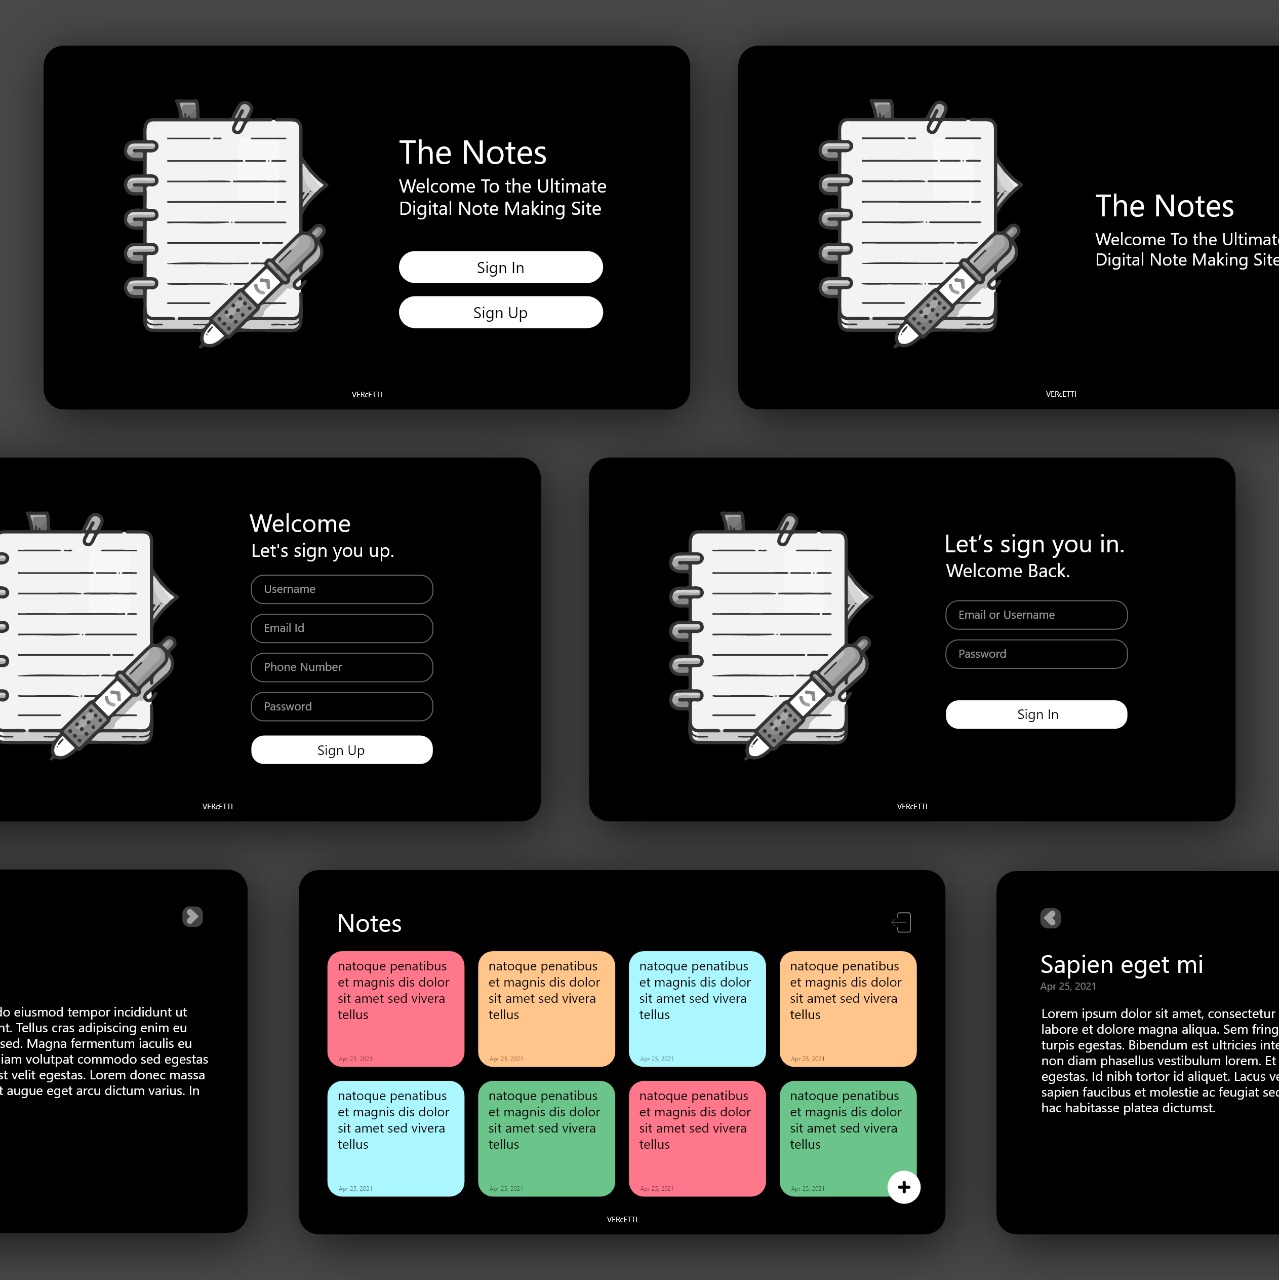 The Notes
Welcome To the Ultimate
Digital Note Making Site
Sign In
Sign Up
VERcETTI
The Notes
Welcome To the Ultimate
Digital Note Making Site
VERcETTI
Welcome
Let's sign you up.
Username
Email Id
Phone Number
Password
Sign Up
VERcETTI
Let’s sign you in.
Welcome Back.
Email or Username
Password
Sign In
VERcETTI
do eiusmod tempor incididunt ut
nt. Tellus cras adipiscing enim eu
sed. Magna fermentum iaculis eu
iam volutpat commodo sed egestas
st velit egestas. Lorem donec massa
t augue eget arcu dictum varius. In
Notes
natoque penatibus
et magnis dis dolor
sit amet sed vivera
tellus
Apr 25, 2021
natoque penatibus
et magnis dis dolor
sit amet sed vivera
tellus
Apr 25, 2021
natoque penatibus
et magnis dis dolor
sit amet sed vivera
tellus
Apr 25, 2021
natoque penatibus
et magnis dis dolor
sit amet sed vivera
tellus
Apr 25, 2021
natoque penatibus
et magnis dis dolor
sit amet sed vivera
tellus
Apr 25, 2021
natoque penatibus
et magnis dis dolor
sit amet sed vivera
tellus
Apr 25, 2021
natoque penatibus
et magnis dis dolor
sit amet sed vivera
tellus
Apr 25, 2021
natoque penatibus
et magnis dis dolor
sit amet sed vivera
tellus
Apr 25, 2021
VERcETTI
Sapien eget mi
Apr 25, 2021
Lorem ipsum dolor sit amet, consectetur
labore et dolore magna aliqua. Sem fring
turpis egestas. Bibendum est ultricies inte
non diam phasellus vestibulum lorem. Et
egestas. Id nibh tortor id aliquet. Lacus ve
sapien faucibus et molestie ac feugiat sed
hac habitasse platea dictumst.